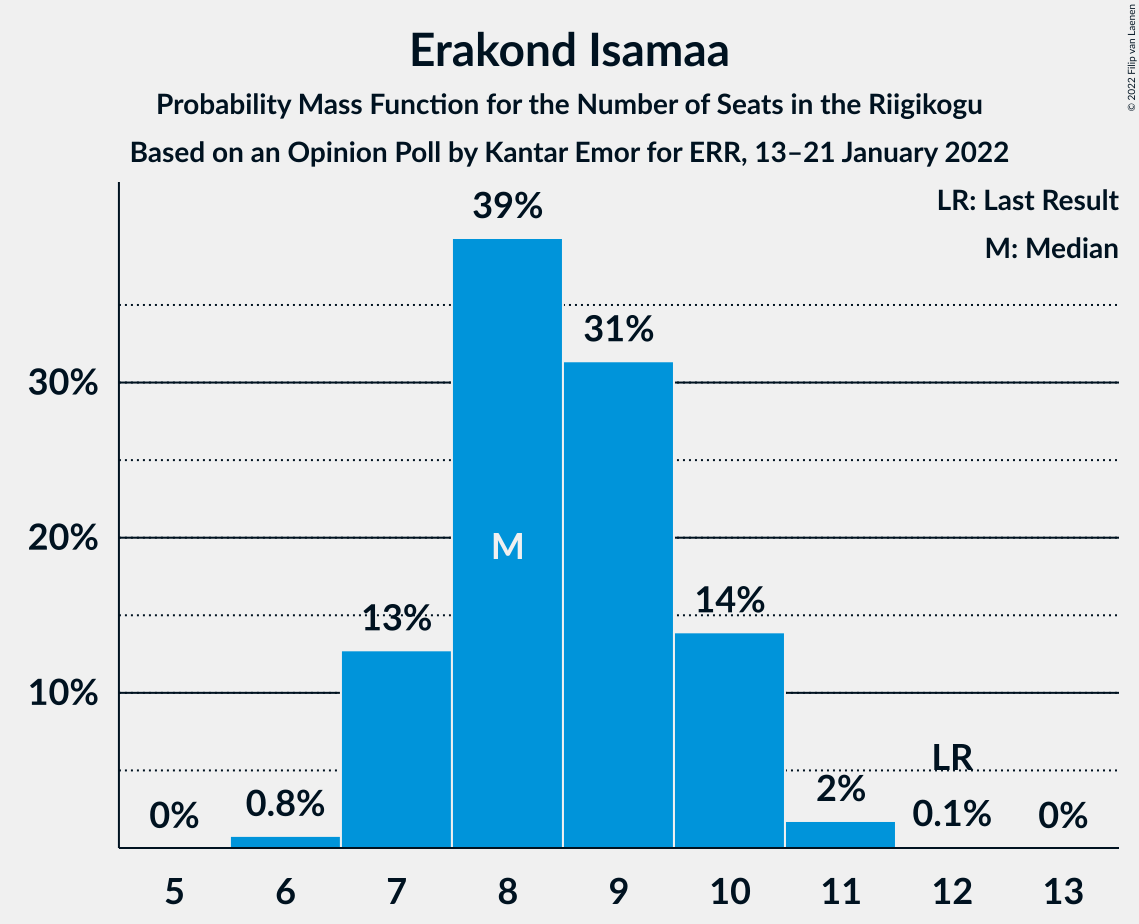 Erakond Isamaa
Probability Mass Function for the Number of Seats in the Riigikogu
Based on an Opinion Poll by Kantar Emor for ERR, 13–21 January 2022
© 2022 Filip van Laenen
LR: Last Result
M: Median
39%
31%
30%
20%
M
14%
13%
10%
LR
2%
0.8%
0.1%
0%
0%
5 6 7 8 9 10 11 12 13